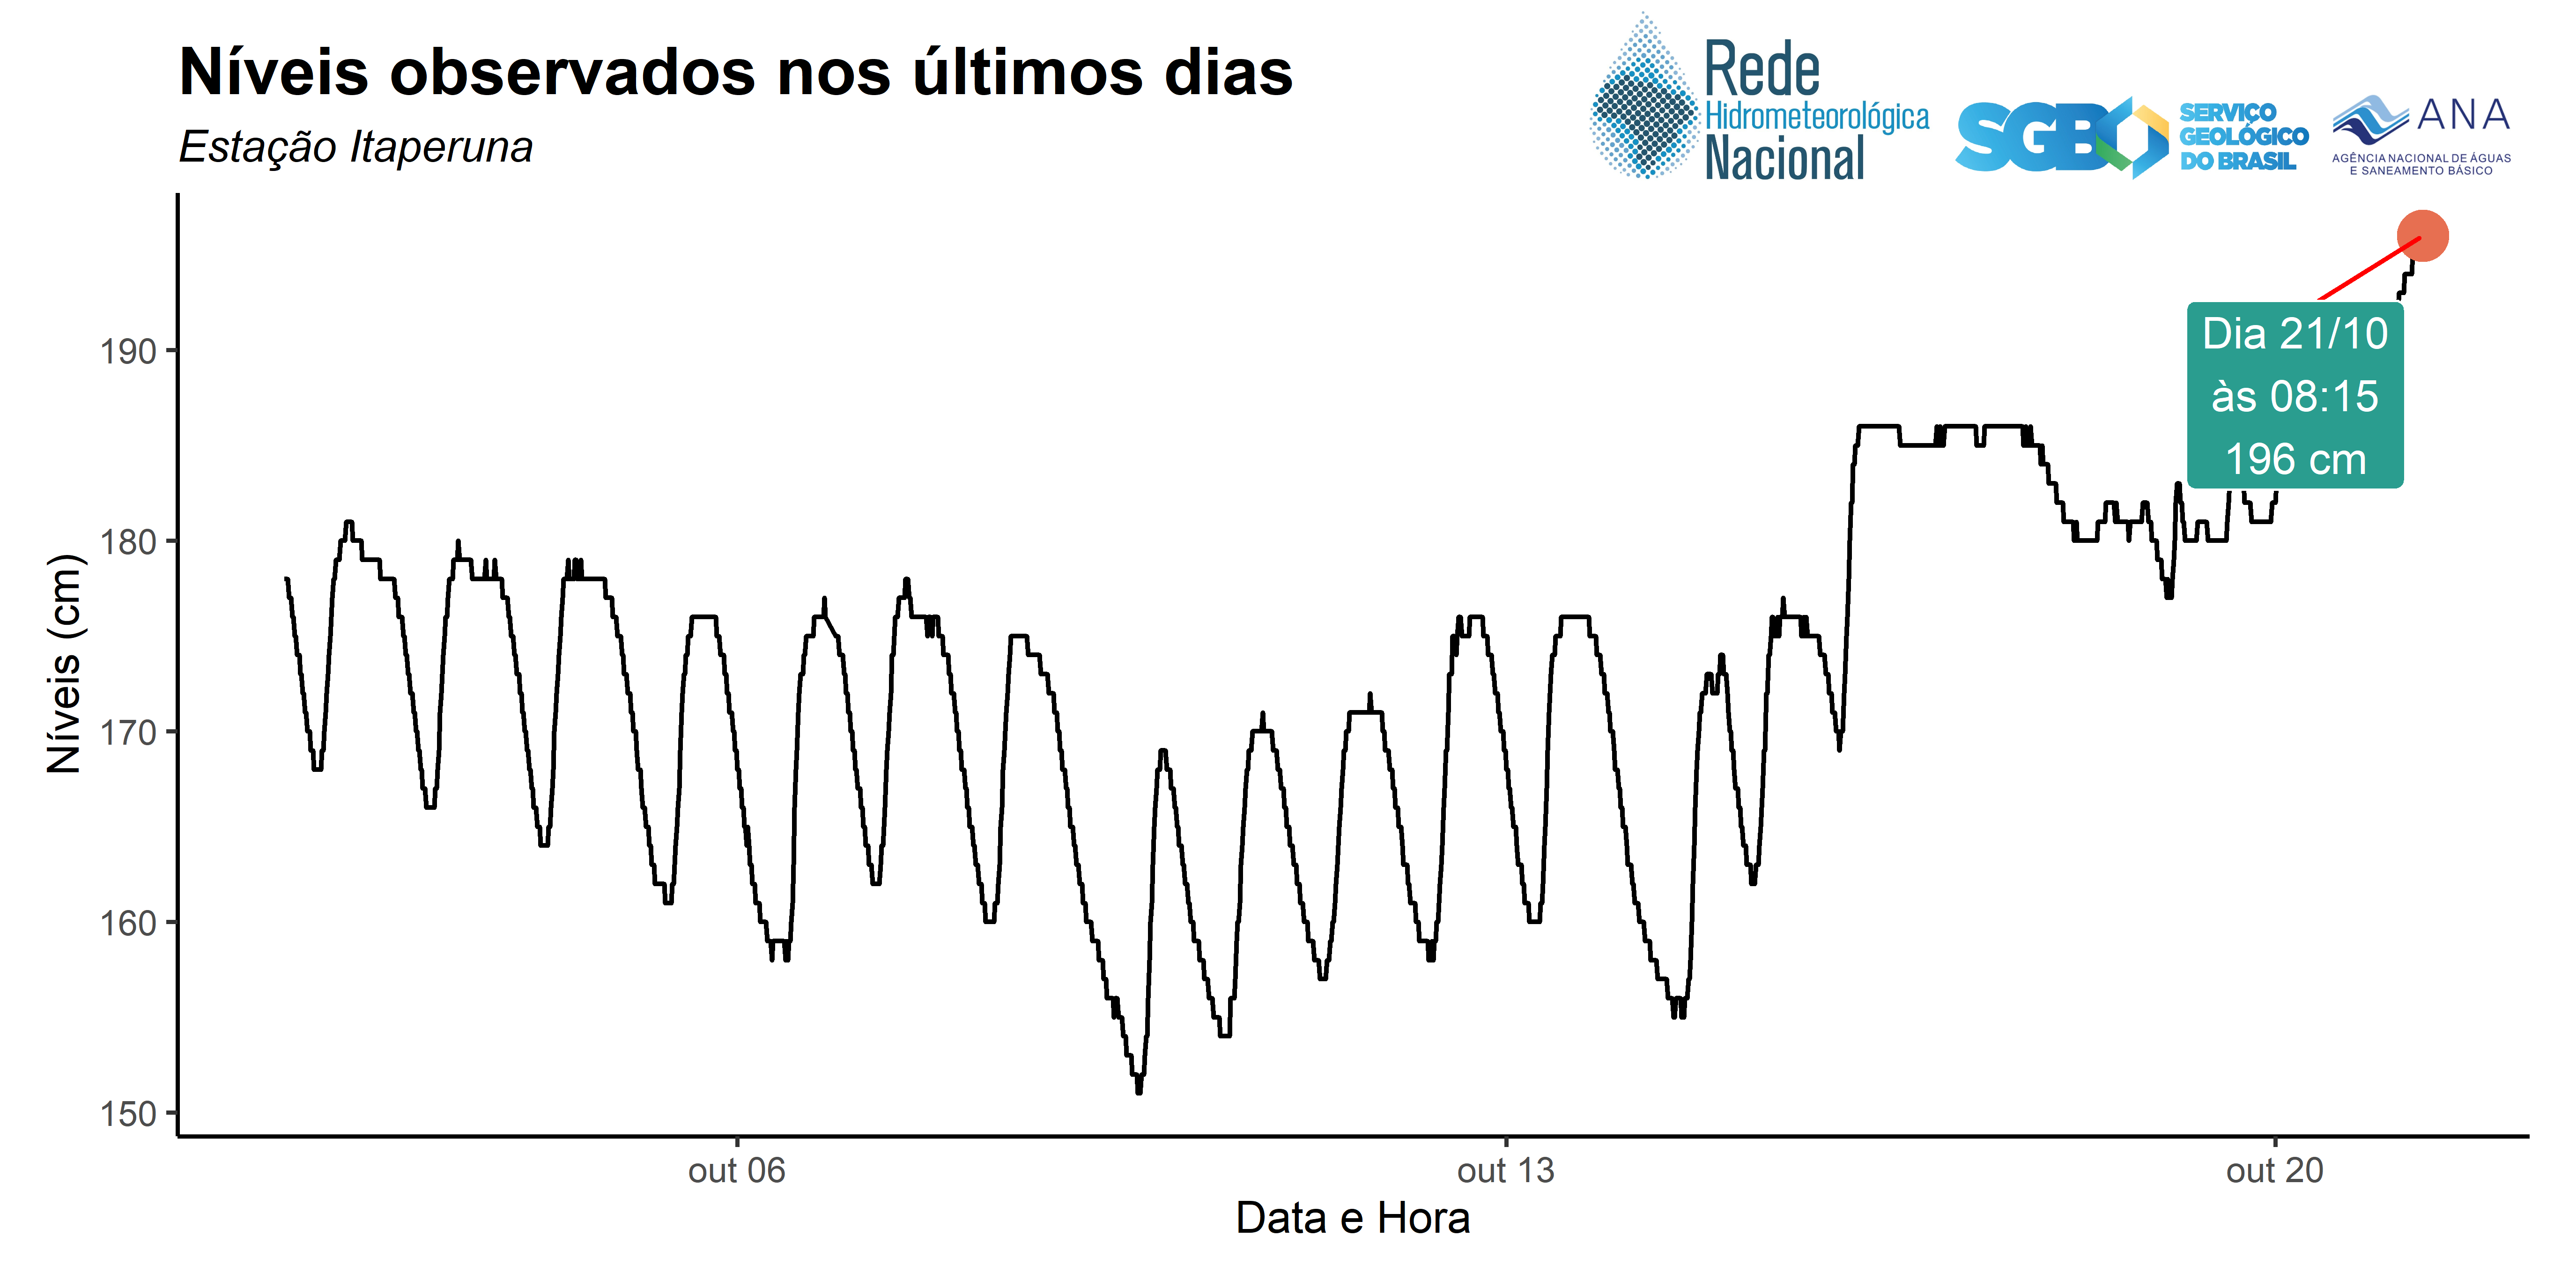 Níveis observados nos últimos dias
Estação Itaperuna
Rede
Hidrometeorológica
Nacional
SGB
SERVIÇO
GEOLÓGICO
DO BRASIL
ANA
AGÊNCIA NACIONAL DE ÁGUAS
E SANEAMENTO BÁSICO
Dia 21/10
às 08:15
196 cm
Níveis (cm)
190
180
170
160
150
out 06
out 13
out 20
Data e Hora